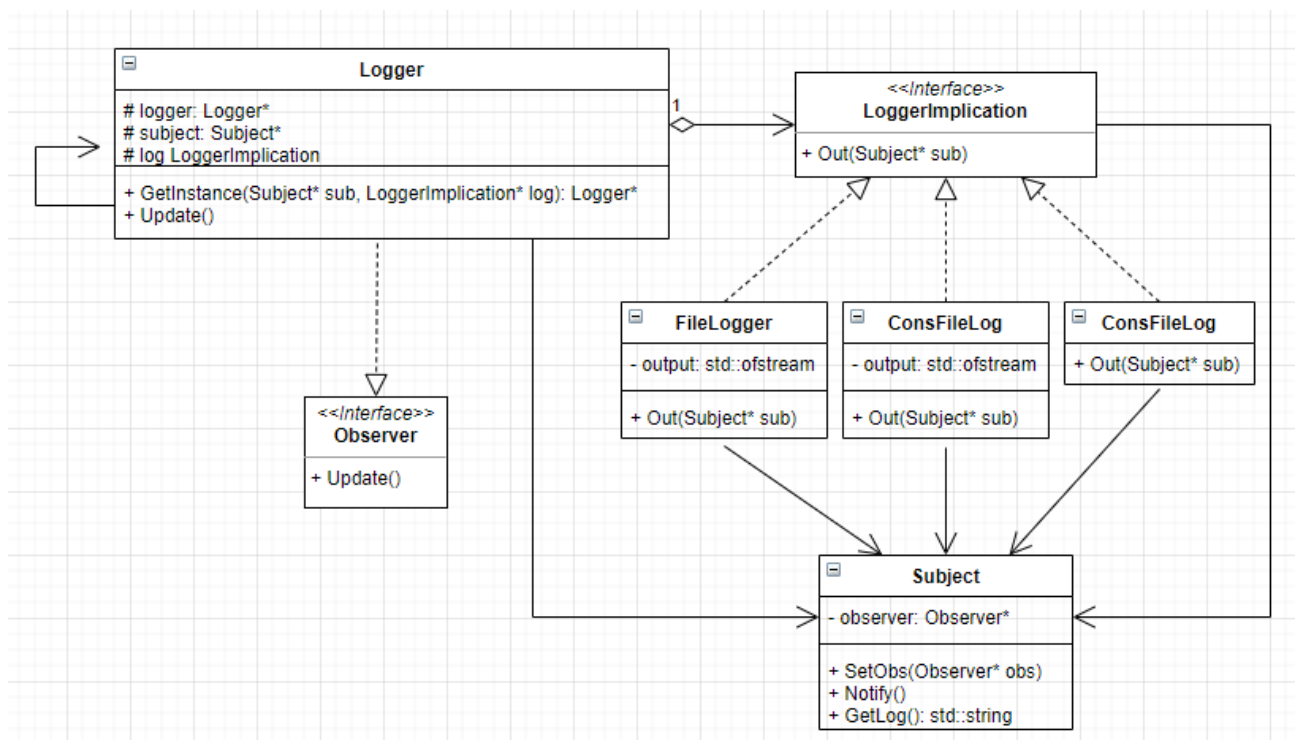 Logger
# logger: Logger*
# subject: Subject*
# log LoggerImplication
+ GetInstance(Subject* sub, LoggerImplication* log): Logger*
+ Update()
1
<<Interface>>
LoggerImplication
+ Out(Subject* sub)
FileLogger
- output: std::ofstream
+ Out(Subject* sub)
ConsFileLog
- output: std::ofstream
+ Out(Subject* sub)
ConsFileLog
+ Out(Subject* sub)
<<Interface>>
Observer
+ Update()
Subject
- observer: Observer*
+ SetObs(Observer* obs)
+ Notify()
+ GetLog(): std::string